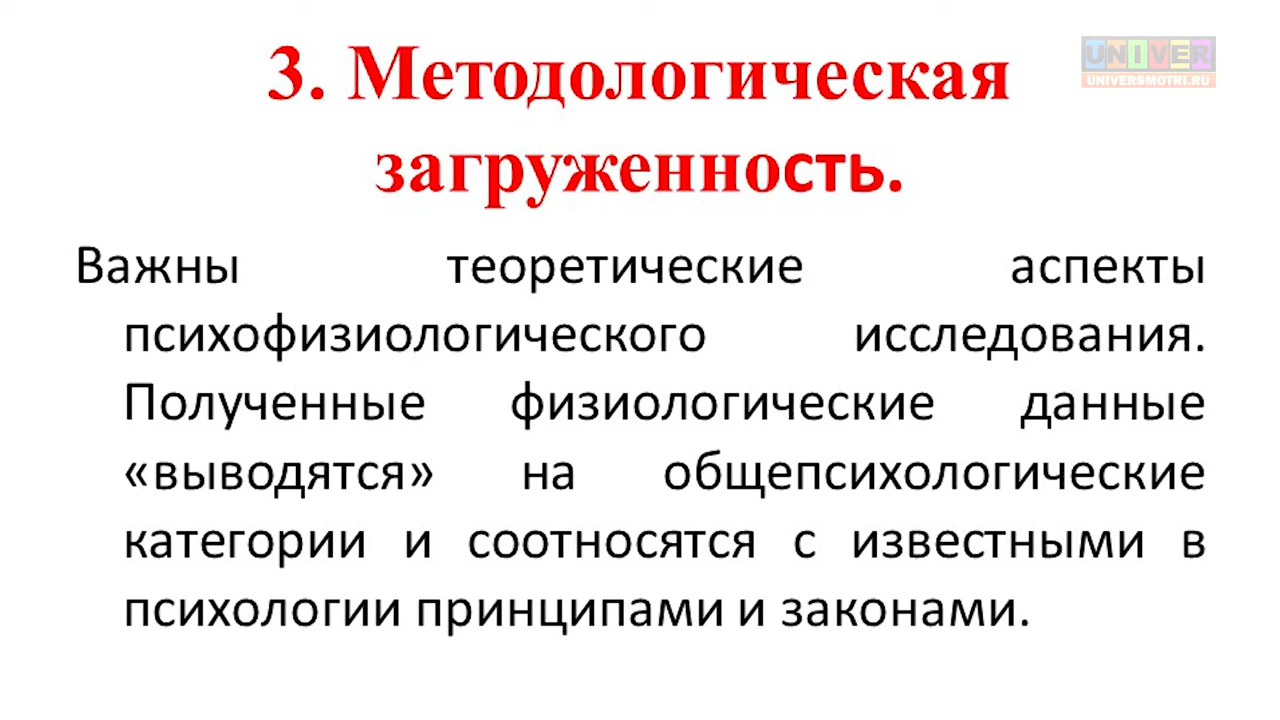 3. Методологическая
загруженность.
UNIVER
UNIVERSMOTRI.RU
Важны теоретические аспекты
психофизиологического исследования.
Полученные физиологические данные
«выводятся» на общепсихологические
категории и соотносятся с известными в
психологии принципами и законами.